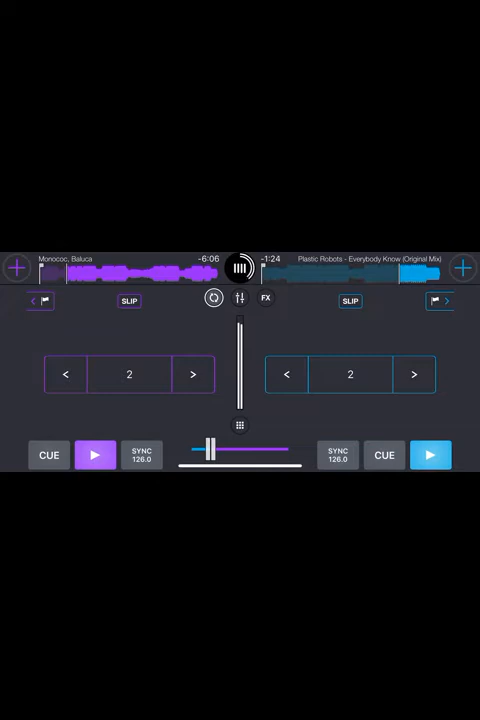 Monococ, Baluca
-6:06
-1:24
Plastic Robots - Everybody Know (Original Mix)
SLIP
FX
SLIP
< 2 >
< 2 >
CUE
SYNC
126.0
SYNC
126.0
CUE